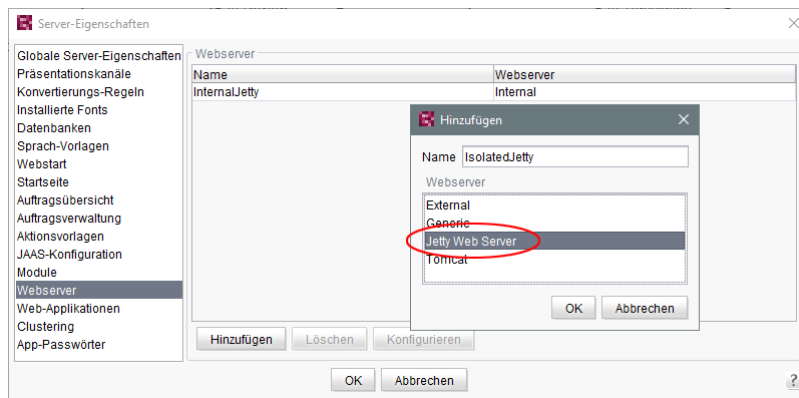 Server-Eigenschaften
Globale Server-Eigenschaften
Präsentationskanäle
Konvertierungs-Regeln
Installierte Fonts
Datenbanken
Sprach-Vorlagen
Webstart
Startseite
Auftragsübersicht
Auftragsverwaltung
Aktionsvorlagen
JAAS-Konfiguration
Module
Webserver
Web-Applikationen
Clustering
App-Passwörter
Webserver
Name Webserver
InternalJetty Internal
Hinzufügen
Name IsolatedJetty
Webserver
External
Generic
Jetty Web Server
Tomcat
OK Abbrechen
Hinzufügen Löschen Konfigurieren
OK Abbrechen
?